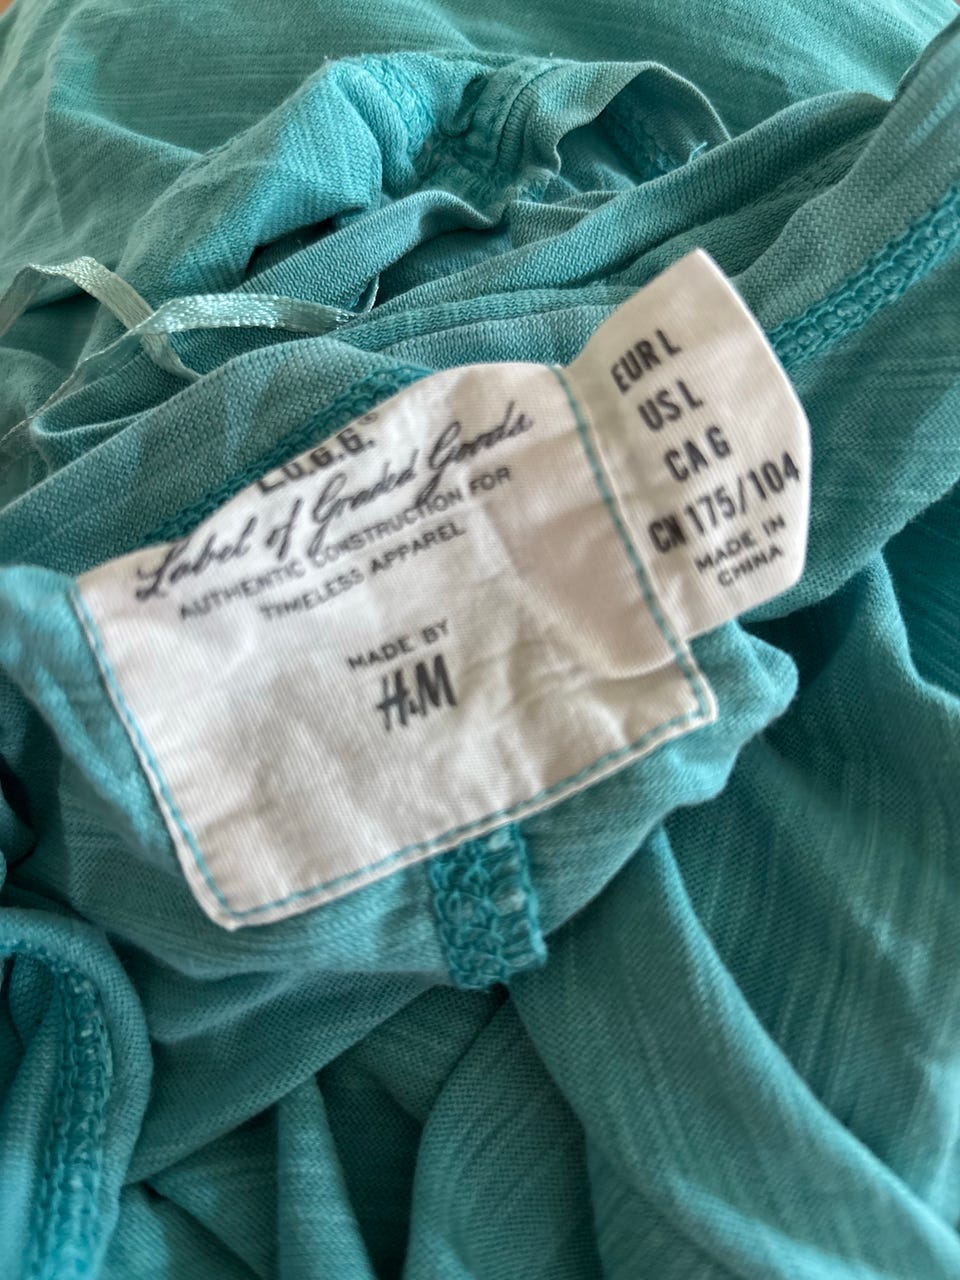 L.O.G.G.®
Label of Graded Goods
AUTHENTIC CONSTRUCTION FOR
TIMELESS APPAREL
MADE BY
H&M
EUR L
US L
CA G
CN 175/104
MADE IN
CHINA